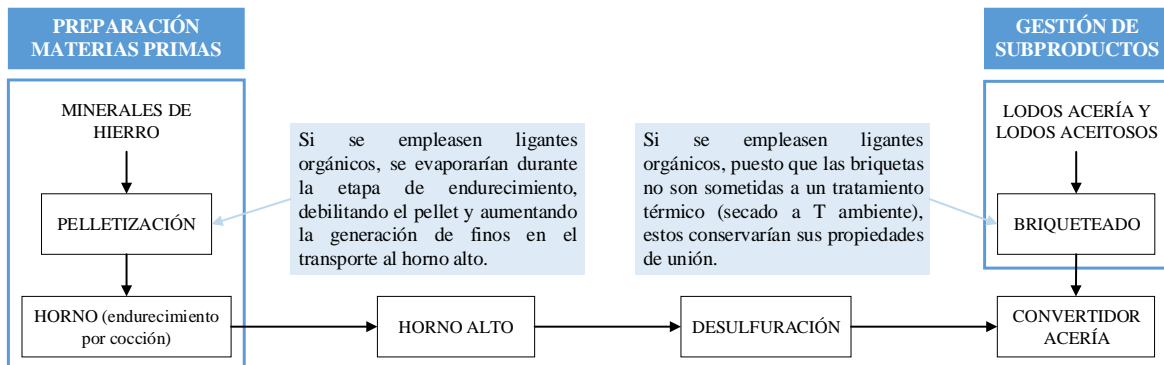 PREPARACIÓN
MATERIAS PRIMAS
GESTIÓN DE
SUBPRODUCTOS
MINERALES DE
HIERRO
PELLETIZACIÓN
HORNO (endurecimiento
por cocción)
Si se empleasen ligantes
orgánicos, se evaporarían durante
la etapa de endurecimiento,
debilitando el pellet y aumentando
la generación de finos en el
transporte al horno alto.
HORNO ALTO
Si se empleasen ligantes
orgánicos, puesto que las briquetas
no son sometidas a un tratamiento
térmico (secado a T ambiente),
estos conservarían sus propiedades
de unión.
DESULFURACIÓN
LODOS ACERÍA Y
LODOS ACEITOSOS
BRIQUETEADO
CONVERTIDOR
ACERÍA